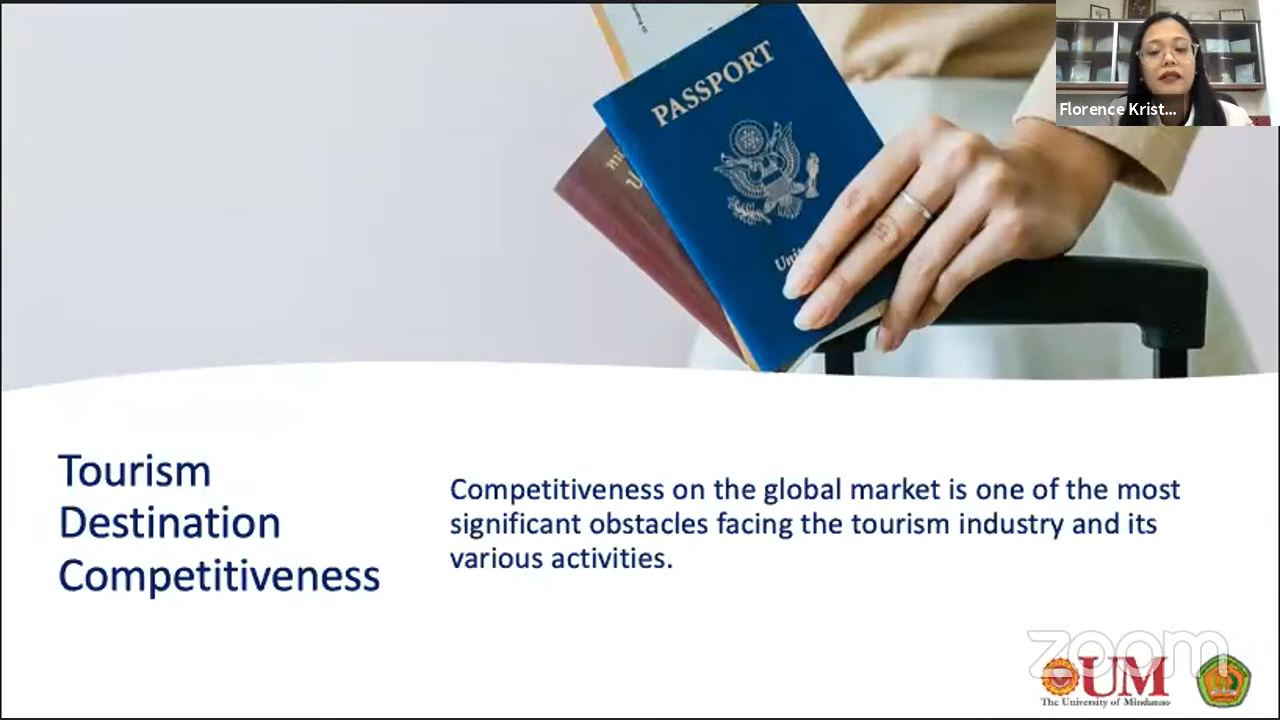 PASSPORT
Florence Krist...
Tourism
Destination
Competitiveness
Competitiveness on the global market is one of the most
significant obstacles facing the tourism industry and its
various activities.
zoom
UM
The University of Mindanao